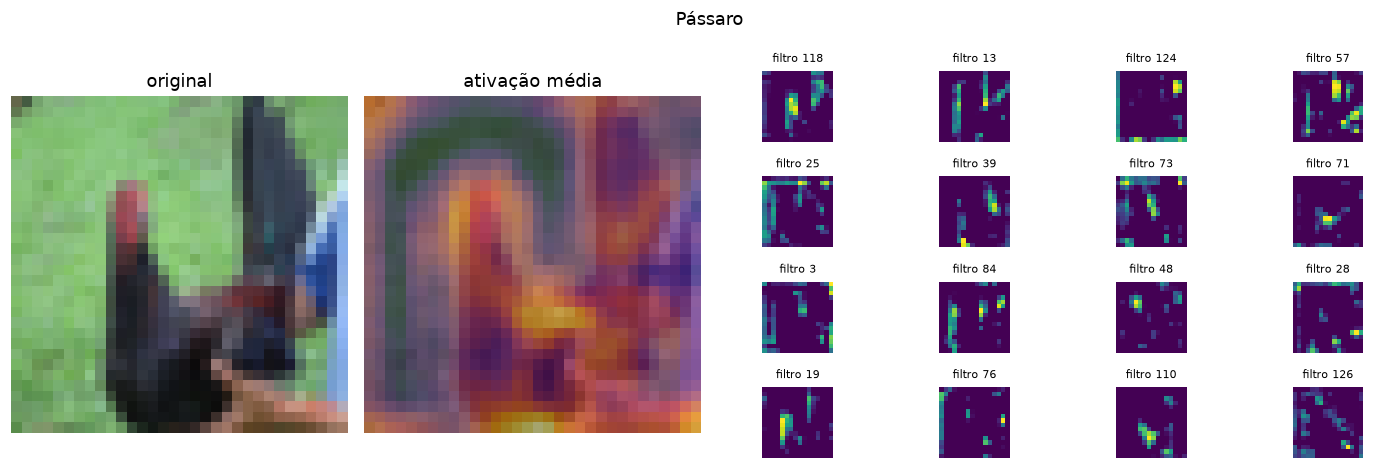 Pássaro
original
ativação média
filtro 118
filtro 13
filtro 124
filtro 57
filtro 25
filtro 39
filtro 73
filtro 71
filtro 3
filtro 84
filtro 48
filtro 28
filtro 19
filtro 76
filtro 110
filtro 126